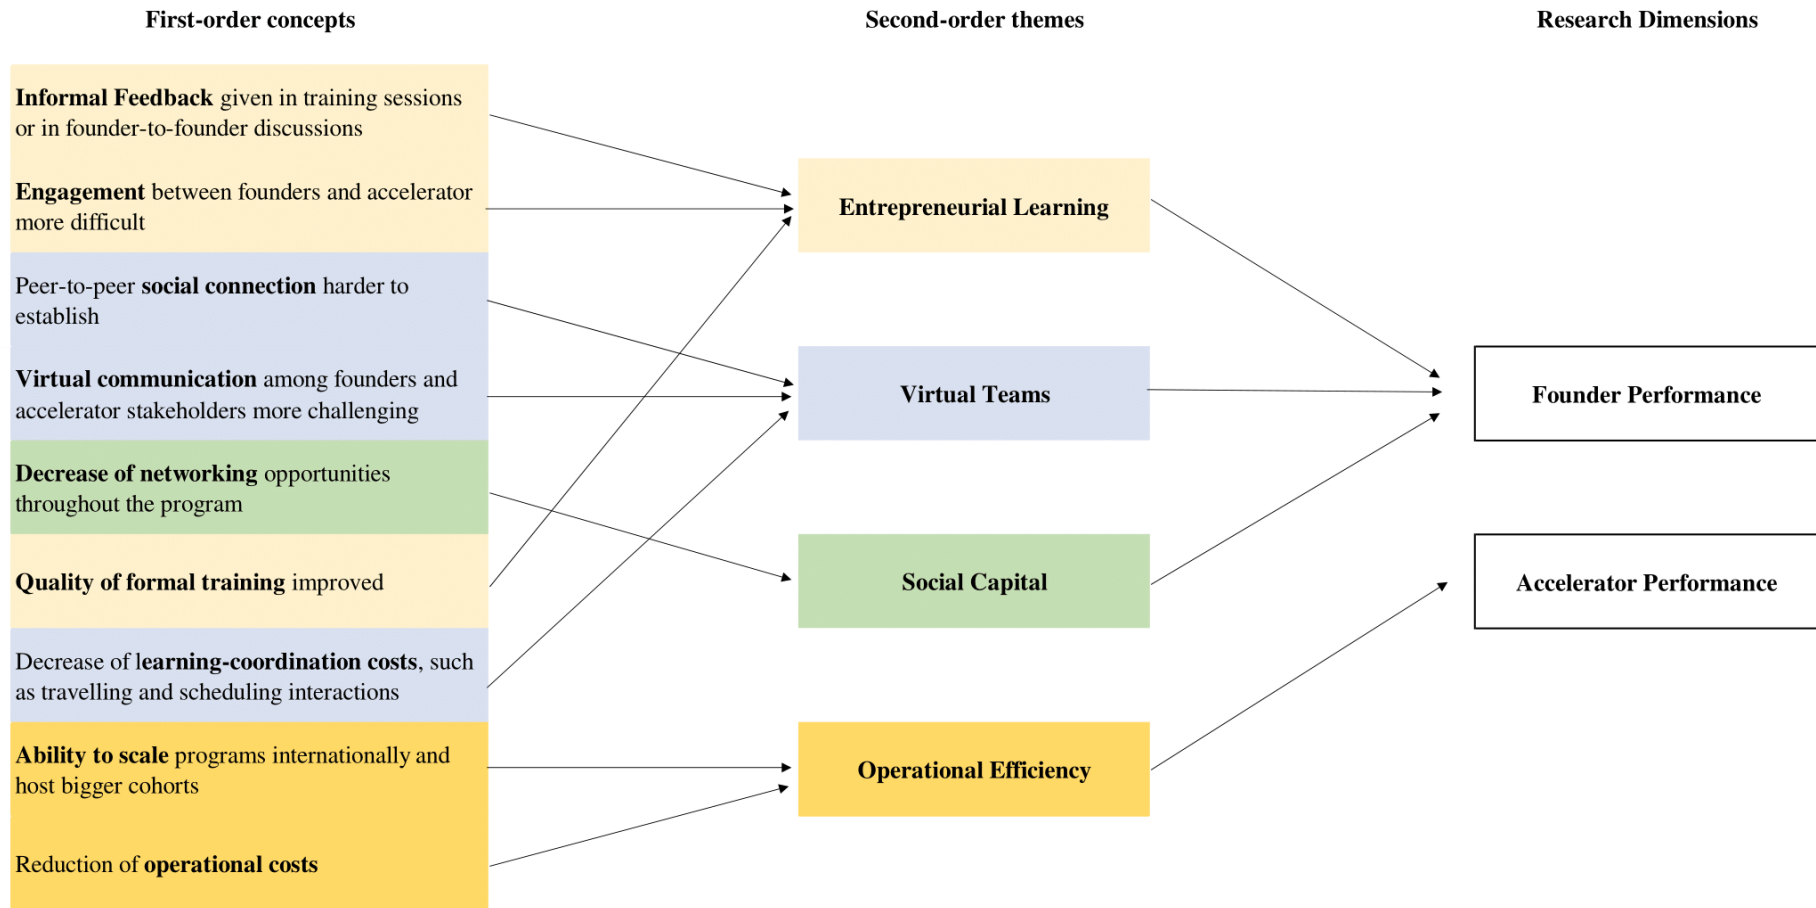 First-order concepts
Second-order themes
Research Dimensions
Informal Feedback given in training sessions
or in founder-to-founder discussions
Engagement between founders and accelerator
more difficult
Peer-to-peer social connection harder to
establish
Virtual communication among founders and
accelerator stakeholders more challenging
Decrease of networking opportunities
throughout the program
Quality of formal training improved
Decrease of learning-coordination costs, such
as travelling and scheduling interactions
Ability to scale programs internationally and
host bigger cohorts
Reduction of operational costs
Entrepreneurial Learning
Virtual Teams
Social Capital
Operational Efficiency
Founder Performance
Accelerator Performance